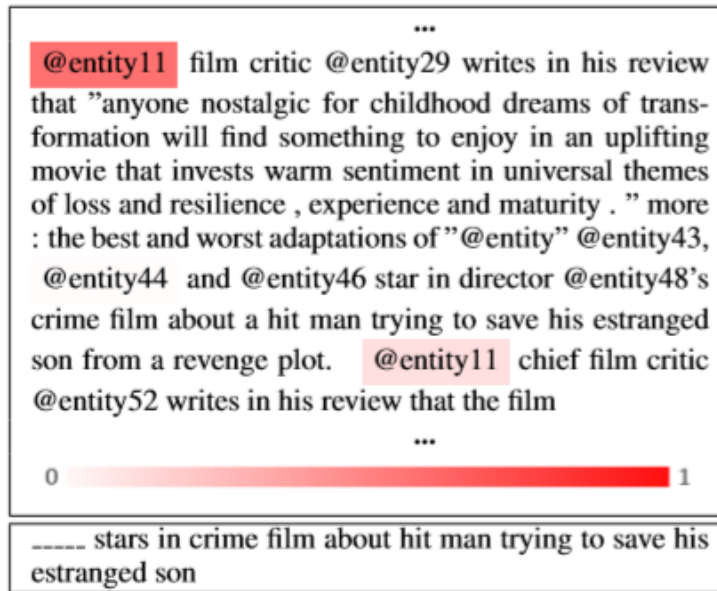 ...
@entity11 film critic @entity29 writes in his review
that ”anyone nostalgic for childhood dreams of trans-
formation will find something to enjoy in an uplifting
movie that invests warm sentiment in universal themes
of loss and resilience , experience and maturity . ” more
: the best and worst adaptations of ”@entity” @entity43,
@entity44 and @entity46 star in director @entity48's
crime film about a hit man trying to save his estranged
son from a revenge plot. @entity11 chief film critic
@entity52 writes in his review that the film
...
0 1
_____ stars in crime film about hit man trying to save his
estranged son